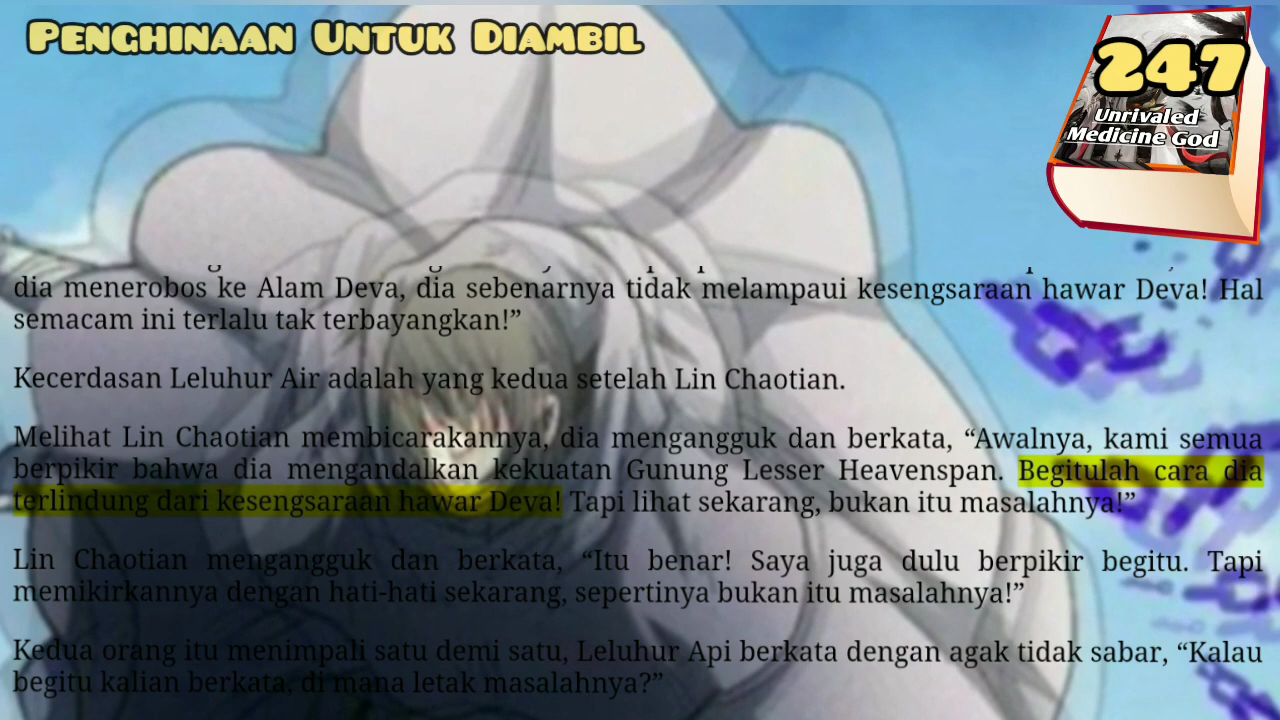 Penghinaan Untuk Diambil
247
Unrivaled
Medicine God
dia menerobos ke Alam Deva, dia sebenarnya tidak melampaui kesengsaraan hawar Deva! Hal
semacam ini terlalu tak terbayangkan!”
Kecerdasan Leluhur Air adalah yang kedua setelah Lin Chaotian.
Melihat Lin Chaotian membicarakannya, dia mengangguk dan berkata, “Awalnya, kami semua
berpikir bahwa dia mengandalkan kekuatan Gunung Lesser Heavenspan. Begitulah cara dia
terlindung dari kesengsaraan hawar Deva! Tapi lihat sekarang, bukan itu masalahnya!”
Lin Chaotian mengangguk dan berkata, “Itu benar! Saya juga dulu berpikir begitu. Tapi
memikirkannya dengan hati-hati sekarang, sepertinya bukan itu masalahnya!”
Kedua orang itu menimpali satu demi satu, Leluhur Api berkata dengan agak tidak sabar, “Kalau
begitu kalian berkata, di mana letak masalahnya?”